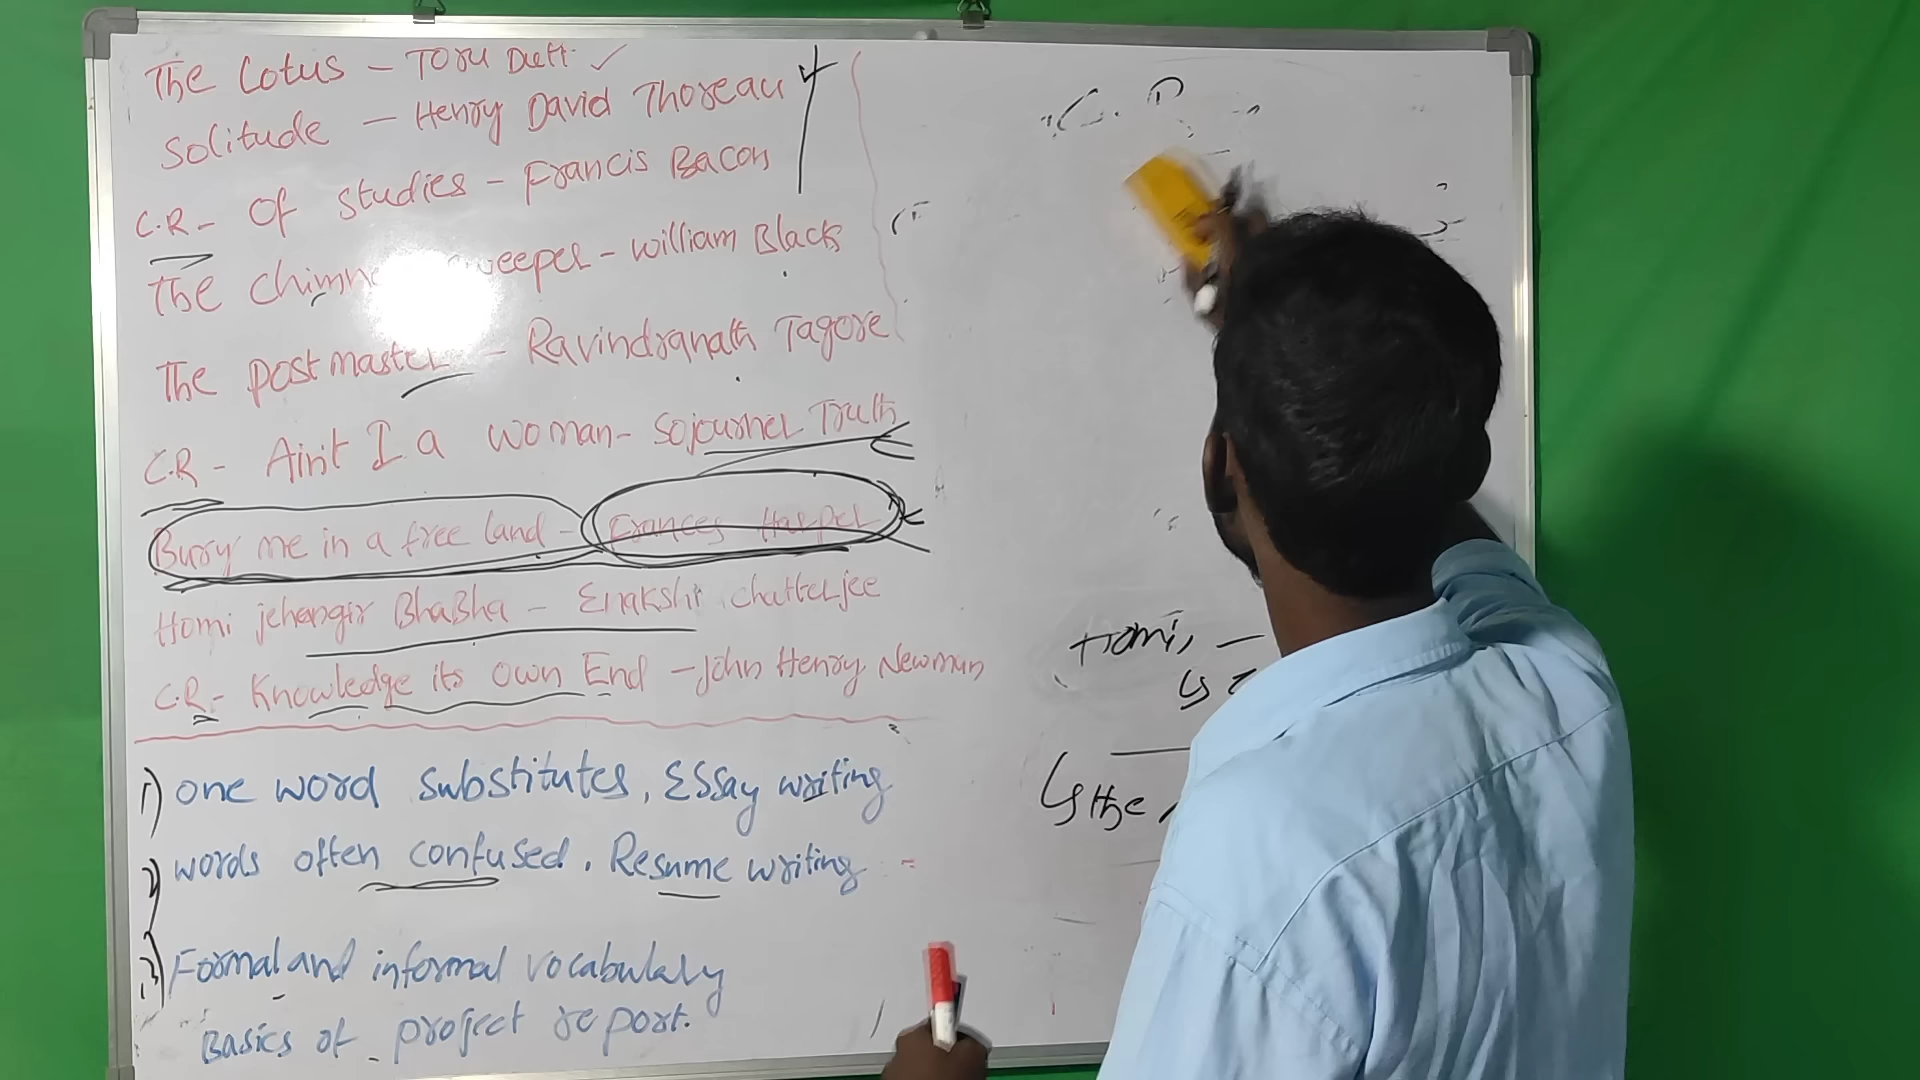 The Lotus - Toru Dutt
Solitude - Henry David Thoreau
C.R - Of studies - Francis Bacon
The chimn weeper - William Black
The postmaster - Ravindranath Tagore
C.R - Ain't I a woman - Sojourner Truth
Bury me in a free land - Frances Harper
Homi jehangir BhaBha - Enakshi chatterjee
C.R - Knowledge its own End - John Henry Newman
1) one word substitutes, Essay writing
2) words often confused. Resume writing
3) Formal and informal vocabulary
Basics of project report.
C.R
Homi, -
the